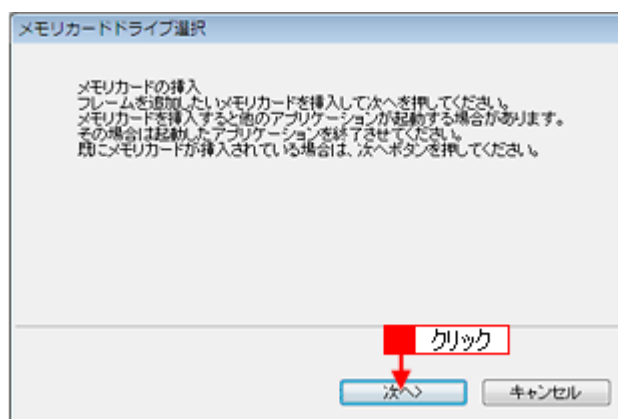 メモリカードドライブ選択
メモリカードの挿入
フレームを追加したいメモリカードを挿入して次へを押してください。
メモリカードを挿入すると他のアプリケーションが起動する場合があります。
その場合は起動したアプリケーションを終了させてください。
既にメモリカードが挿入されている場合は、次へボタンを押してください。
クリック
次へ>
キャンセル